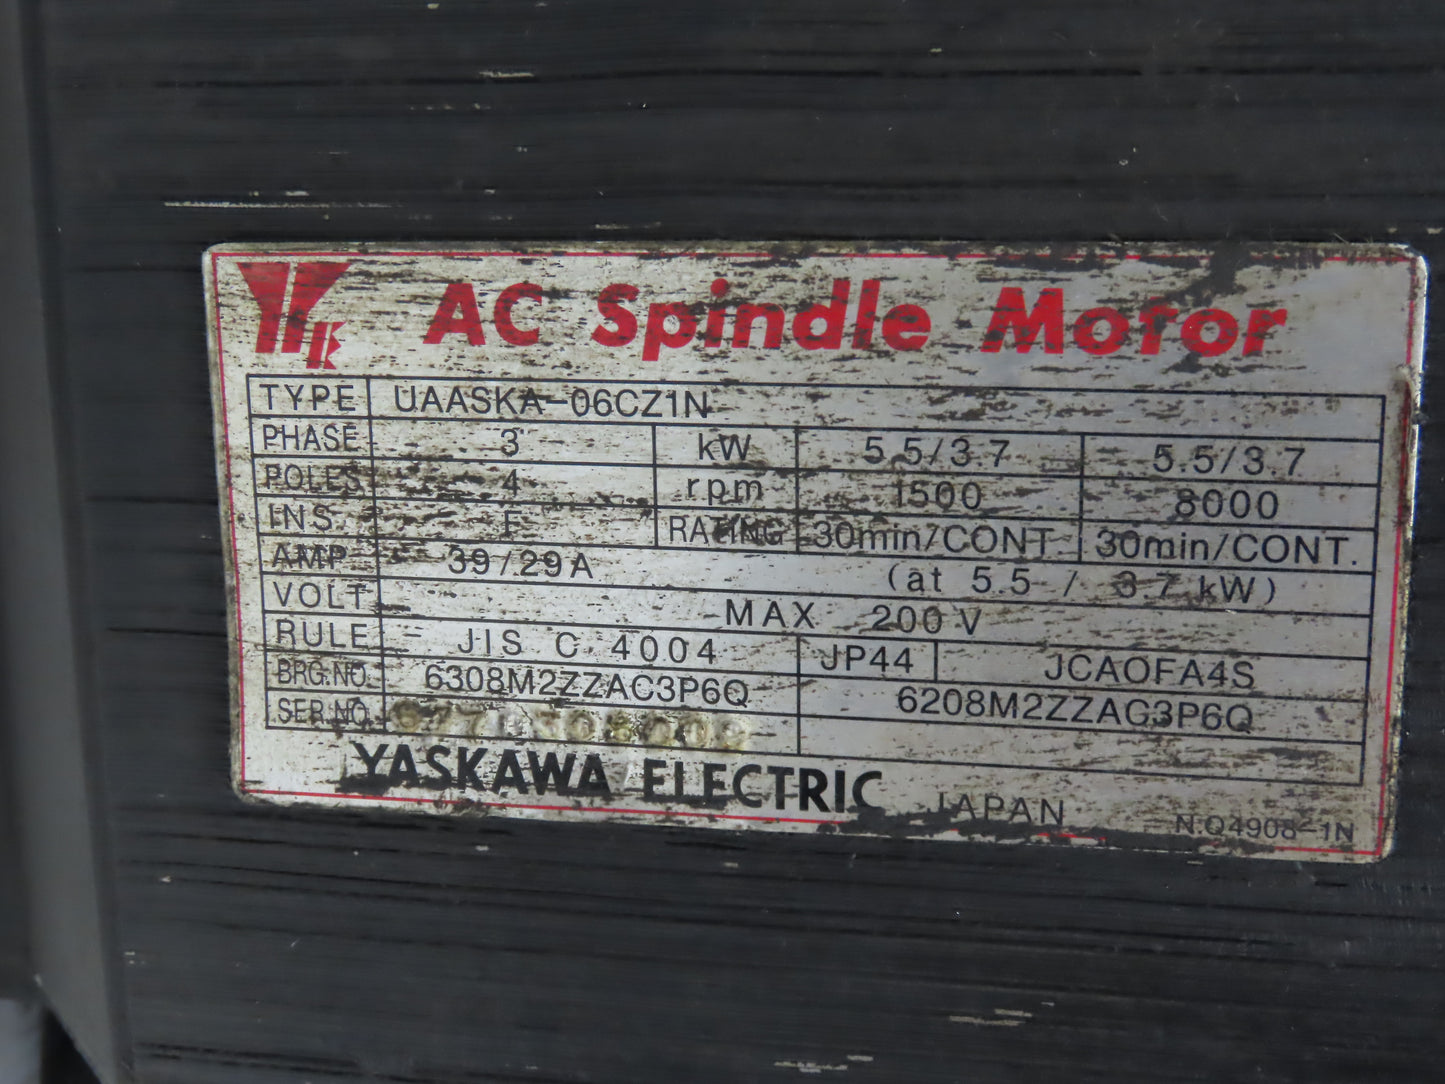 AC Spindle Motor
TYPE UAASKA-06CZ1N
PHASE 3 kW 5.5/3.7 5.5/3.7
POLES 4 rpm 1500 8000
INS. F RATING 30min/CONT. 30min/CONT.
AMP 39/29A (at 5.5 / 3.7 kW)
VOLT MAX 200V
RULE JIS C 4004 JP44 JCAOFA4S
BRG.NO. 6308M2ZZAC3P6Q 6208M2ZZAC3P6Q
SER.NO.
YASKAWA ELECTRIC JAPAN N.Q4908-1N